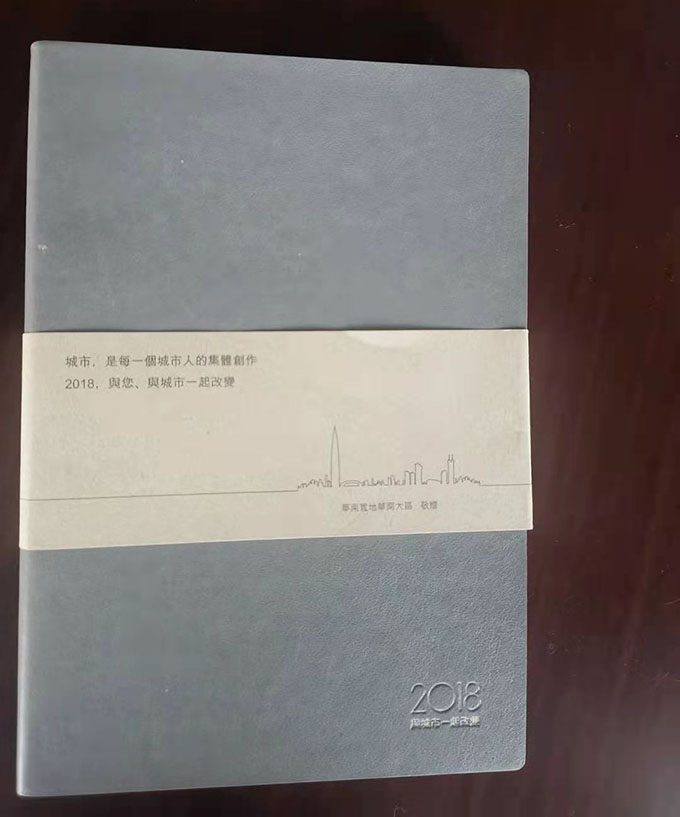 城市，是每一個城市人的集體創作
2018，與您、與城市一起改變
華南置地華南大區 敬贈
2018
與城市一起改變